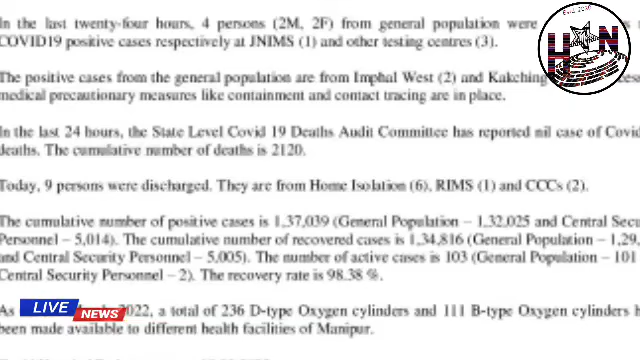 In the last twenty-four hours, 4 persons (2M, 2F) from general population were
COVID19 positive cases respectively at JNIMS (1) and other testing centres (3).
The positive cases from the general population are from Imphal West (2) and Kakching
medical precautionary measures like containment and contact tracing are in place.
In the last 24 hours, the State Level Covid 19 Deaths Audit Committee has reported nil case of Covid
deaths. The cumulative number of deaths is 2120.
Today, 9 persons were discharged. They are from Home Isolation (6), RIMS (1) and CCCs (2).
The cumulative number of positive cases is 1,37,039 (General Population – 1,32,025 and Central Secu
Personnel – 5,014). The cumulative number of recovered cases is 1,34,816 (General Population – 1,29,
and Central Security Personnel – 5,005). The number of active cases is 103 (General Population – 101
Central Security Personnel – 2). The recovery rate is 98.38 %.
As 2022, a total of 236 D-type Oxygen cylinders and 111 B-type Oxygen cylinders h
been made available to different health facilities of Manipur.
LIVE
NEWS